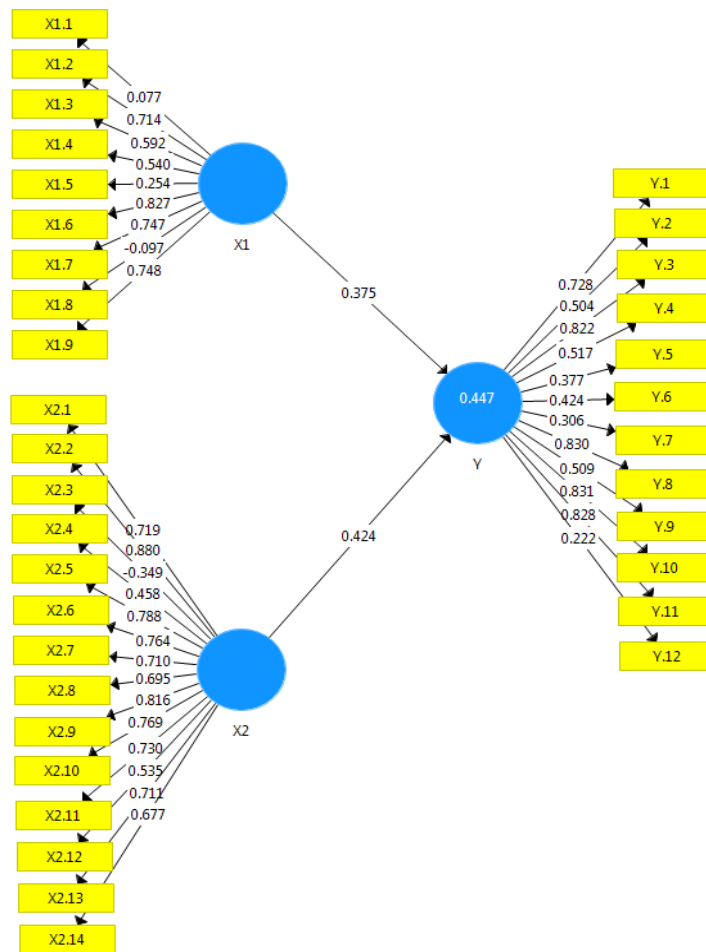 X1.1
X1.2
X1.3
X1.4
X1.5
X1.6
X1.7
X1.8
X1.9
0.077
0.714
0.592
0.540
0.254
0.827
0.747
-0.097
0.748
X1
0.375
X2.1
X2.2
X2.3
X2.4
X2.5
X2.6
X2.7
X2.8
X2.9
X2.10
X2.11
X2.12
X2.13
X2.14
0.719
0.880
-0.349
0.458
0.788
0.764
0.710
0.695
0.816
0.769
0.730
0.535
0.711
0.677
X2
0.424
0.447
Y
0.728
0.504
0.822
0.517
0.377
0.424
0.306
0.830
0.509
0.831
0.828
0.222
Y.1
Y.2
Y.3
Y.4
Y.5
Y.6
Y.7
Y.8
Y.9
Y.10
Y.11
Y.12